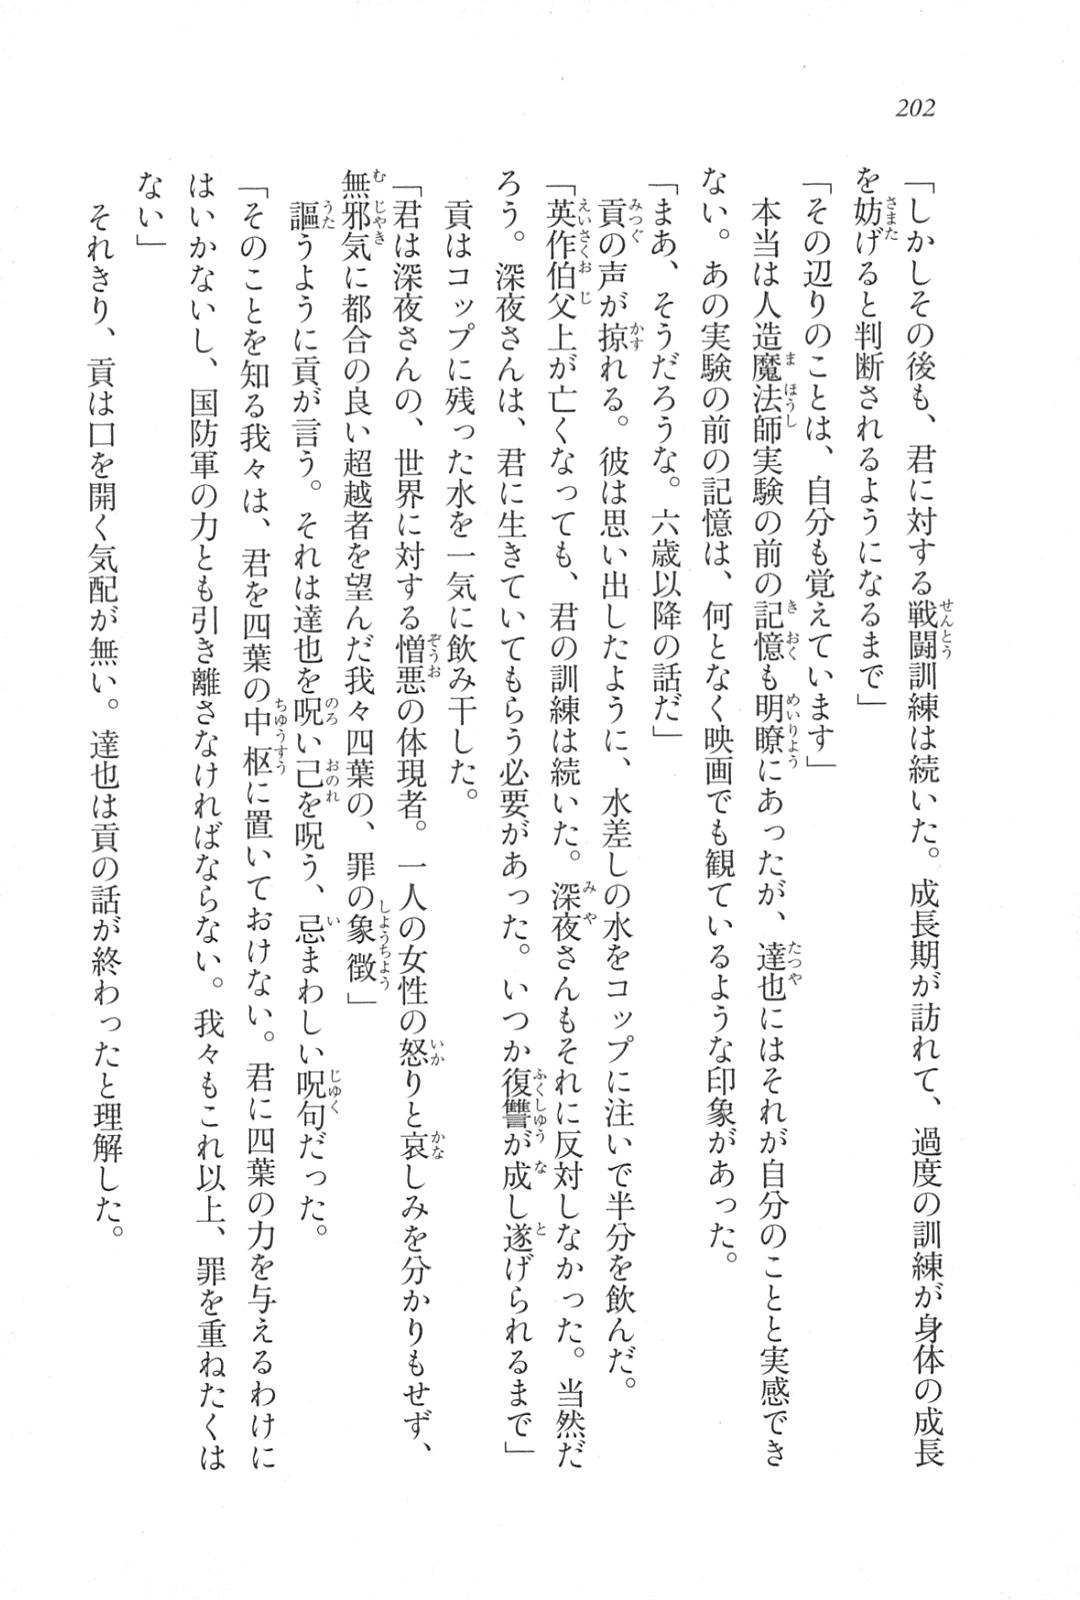 202
「しかしその後も、君に対する戦闘訓練は続いた。成長期が訪れて、過度の訓練が身体の成長
を妨げると判断されるようになるまで」
「その辺りのことは、自分も覚えています」
本当は人造魔法師実験の前の記憶も明瞭にあったが、達也にはそれが自分のことと実感でき
ない。あの実験の前の記憶は、何となく映画でも観ているような印象があった。
「まあ、そうだろうな。六歳以降の話だ」
貢の声が掠れる。彼は思い出したように、水差しの水をコップに注いで半分を飲んだ。
「英作伯父上が亡くなっても、君の訓練は続いた。深夜さんもそれに反対しなかった。当然だ
ろう。深夜さんは、君に生きていてもらう必要があった。いつか復讐が成し遂げられるまで」
貢はコップに残った水を一気に飲み干した。
「君は深夜さんの、世界に対する憎悪の体現者。一人の女性の怒りと哀しみを分かりもせず、
無邪気に都合の良い超越者を望んだ我々四葉の、罪の象徴」
謳うように貢が言う。それは達也を呪い己を呪う、忌まわしい呪句だった。
「そのことを知る我々は、君を四葉の中枢に置いておけない。君に四葉の力を与えるわけに
はいかないし、国防軍の力とも引き離さなければならない。我々もこれ以上、罪を重ねたくは
ない」
それきり、貢は口を開く気配が無い。達也は貢の話が終わったと理解した。